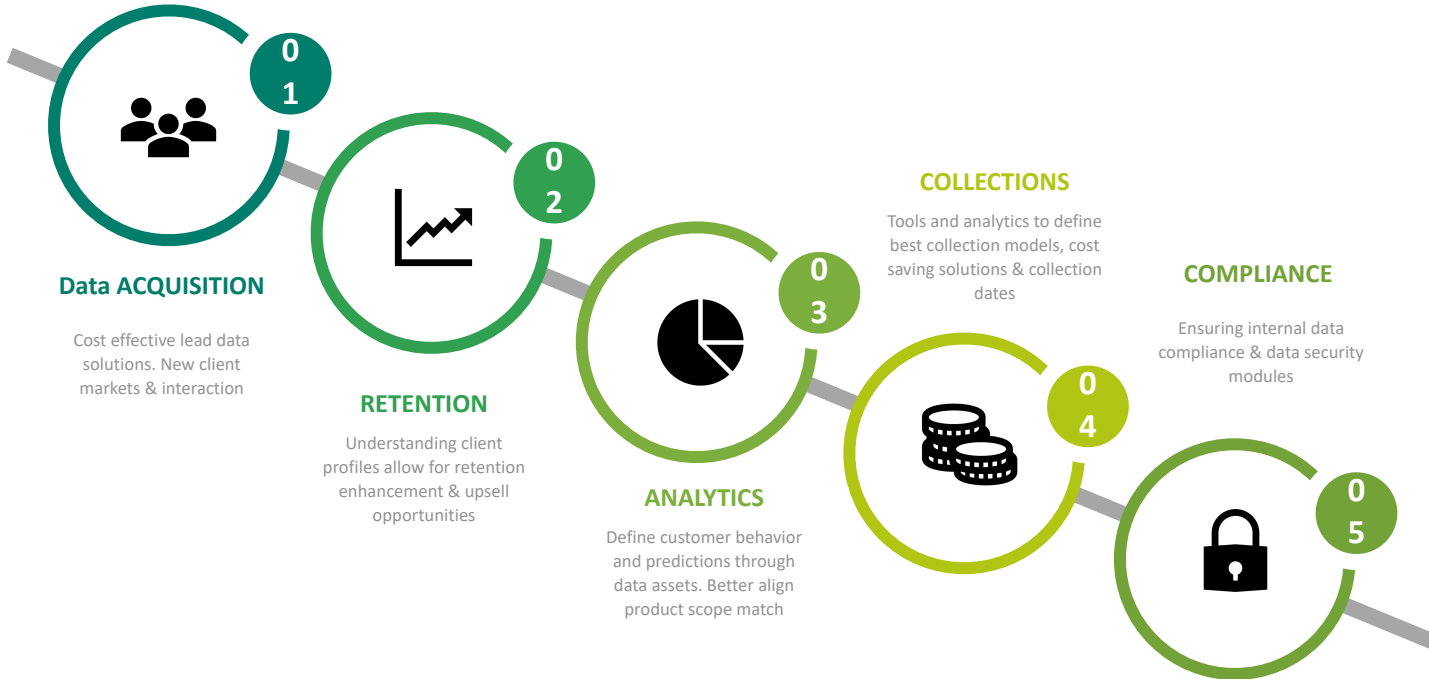 0
1
Data ACQUISITION
Cost effective lead data
solutions. New client
markets & interaction
0
2
RETENTION
Understanding client
profiles allow for retention
enhancement & upsell
opportunities
0
3
ANALYTICS
Define customer behavior
and predictions through
data assets. Better align
product scope match
COLLECTIONS
Tools and analytics to define
best collection models, cost
saving solutions & collection
dates
0
4
COMPLIANCE
Ensuring internal data
compliance & data security
modules
0
5